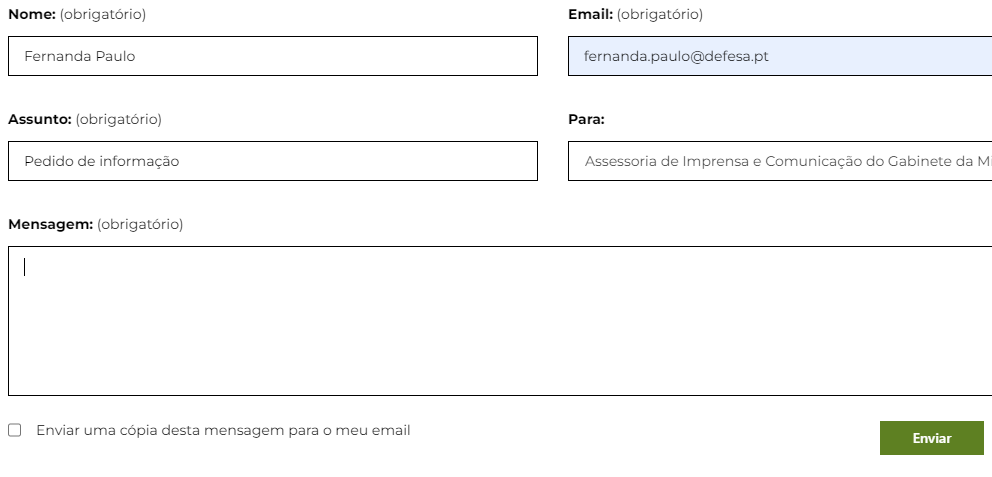 Nome: (obrigatório) Email: (obrigatório)
Fernanda Paulo fernanda.paulo@defesa.pt
Assunto: (obrigatório) Para:
Pedido de informação Assessoria de Imprensa e Comunicação do Gabinete da
Mensagem: (obrigatório)
Enviar uma cópia desta mensagem para o meu email Enviar